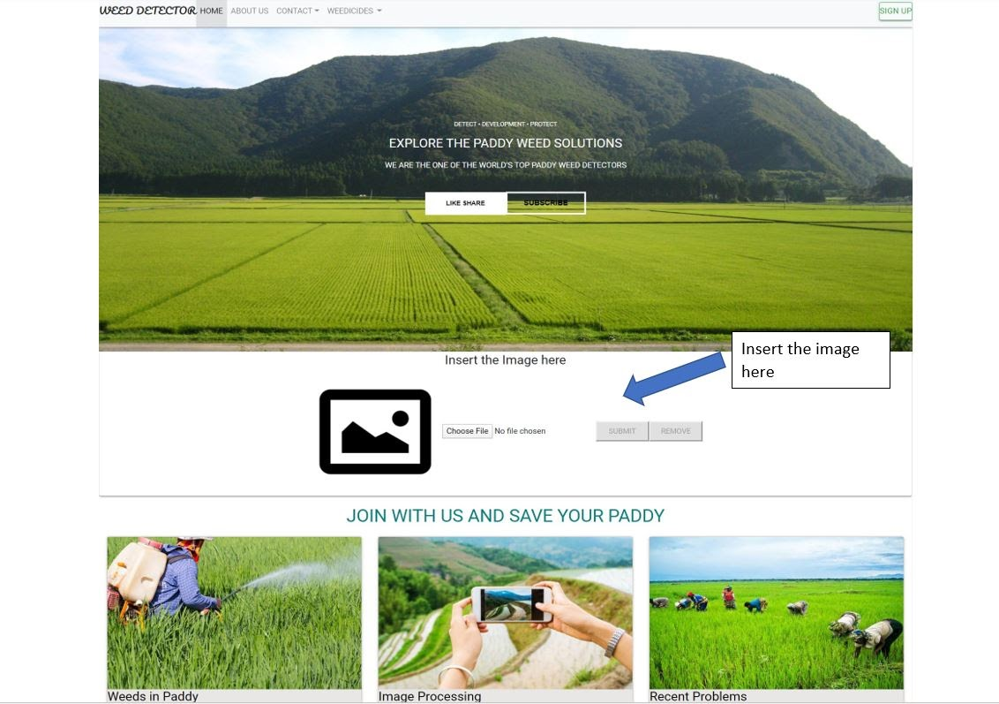 WEED DETECTOR HOME ABOUT US CONTACT WEEDICIDES SIGN UP
DETECT • DEVELOPMENT - PROTECT
EXPLORE THE PADDY WEED SOLUTIONS
WE ARE THE ONE OF THE WORLD'S TOP PADDY WEED DETECTORS
LIKE $HARE SUBSCRIBE
Insert the image
here
Insert the Image here
Choose File No file chosen SUBMIT REMOVE
JOIN WITH US AND SAVE YOUR PADDY
Weeds in Paddy Image Processing Recent Problems